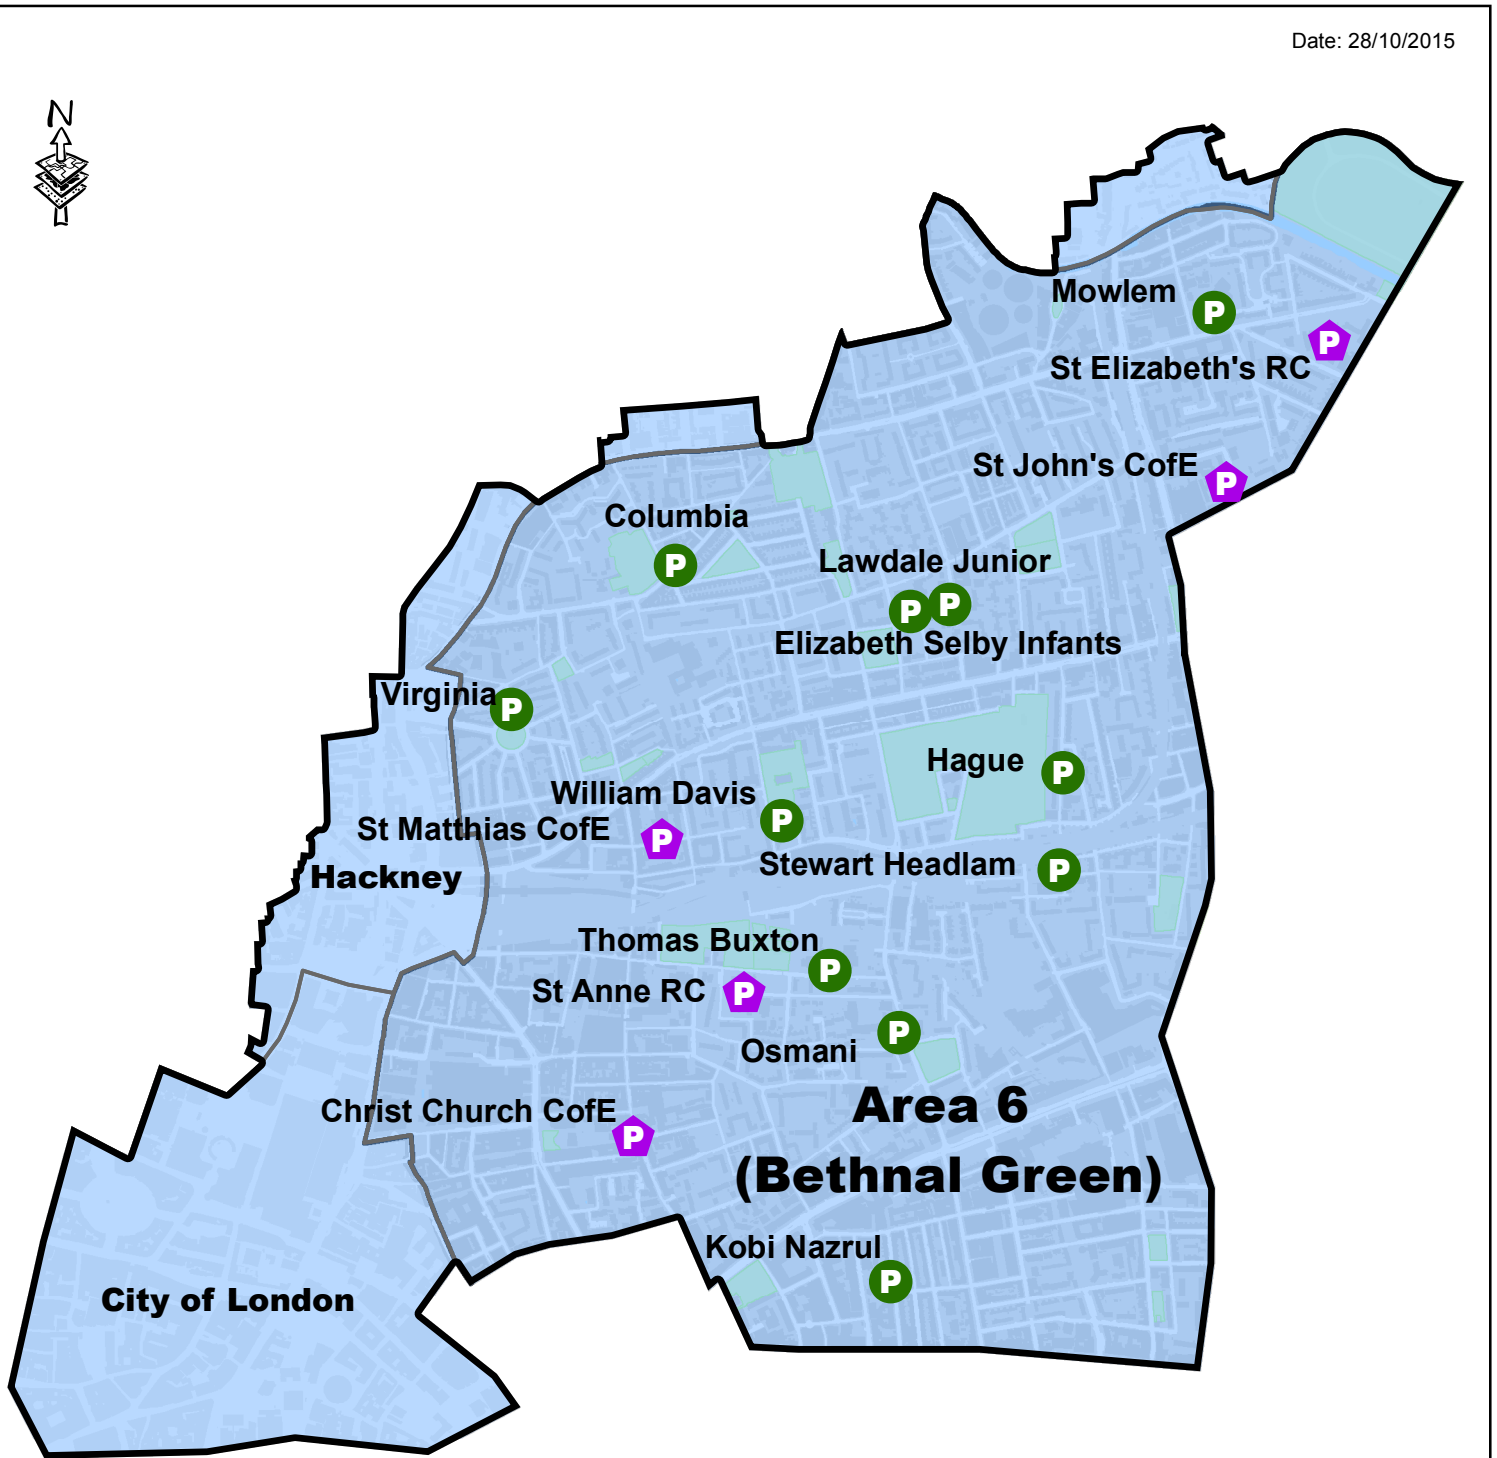 Date: 28/10/2015
N
Mowlem
P
P
St Elizabeth's RC
St John's CofE
P
Columbia
P
Lawdale Junior
P
P
Elizabeth Selby Infants
Virginia
P
Hague
P
William Davis
P
St Matthias CofE
P
Stewart Headlam
P
Hackney
Thomas Buxton
P
St Anne RC
P
Osmani
P
Area 6
(Bethnal Green)
Christ Church CofE
P
Kobi Nazrul
P
City of London